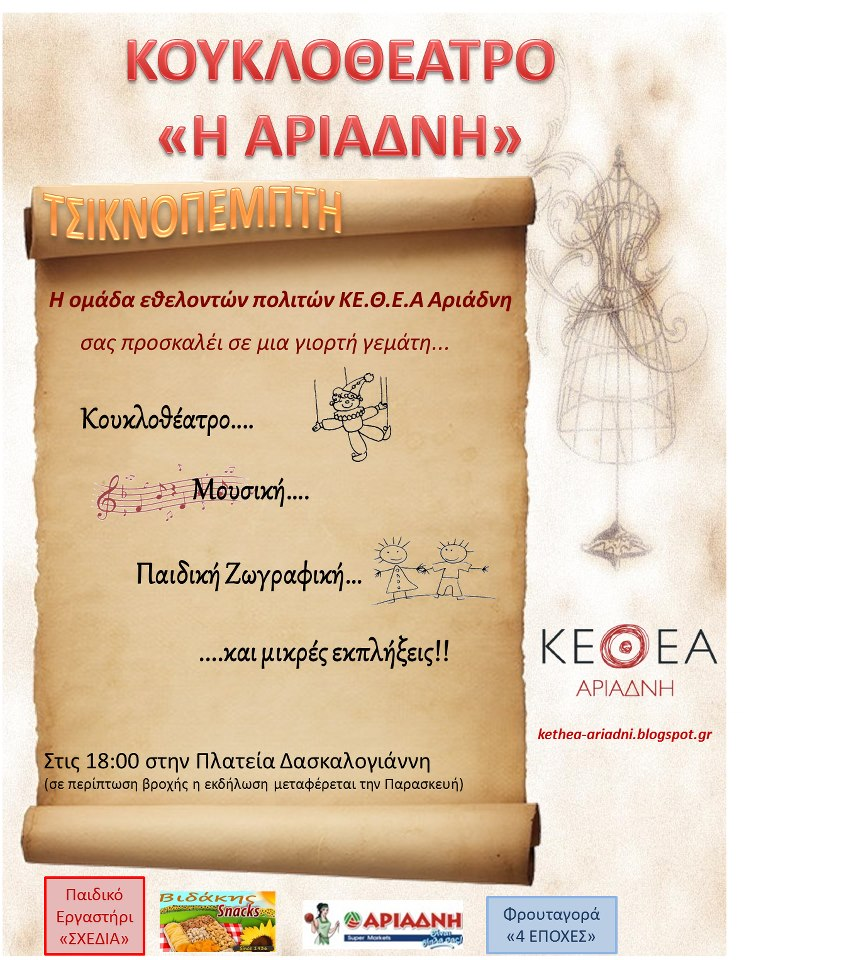 ΚΟΥΚΛΟΘΕΑΤΡΟ
«Η ΑΡΙΑΔΝΗ»
ΤΣΙΚΝΟΠΕΜΠΤΗ
Η ομάδα εθελοντών πολιτών ΚΕ.Θ.Ε.Α Αριάδνη
σας προσκαλεί σε μια γιορτή γεμάτη...
Κουκλοθέατρο....
Μουσική....
Παιδική Ζωγραφική...
....και μικρές εκπλήξεις!!
ΚΕΘΕΑ
ΑΡΙΑΔΝΗ
kethea-ariadni.blogspot.gr
Στις 18:00 στην Πλατεία Δασκαλογιάννη
(σε περίπτωση βροχής η εκδήλωση μεταφέρεται την Παρασκευή)
Παιδικό
Εργαστήρι
«ΣΧΕΔΙΑ»
Βιδάκης
Snacks
Since 1936
ΑΡΙΑΔΝΗ
Super Markets
Φρουταγορά
«4 ΕΠΟΧΕΣ»